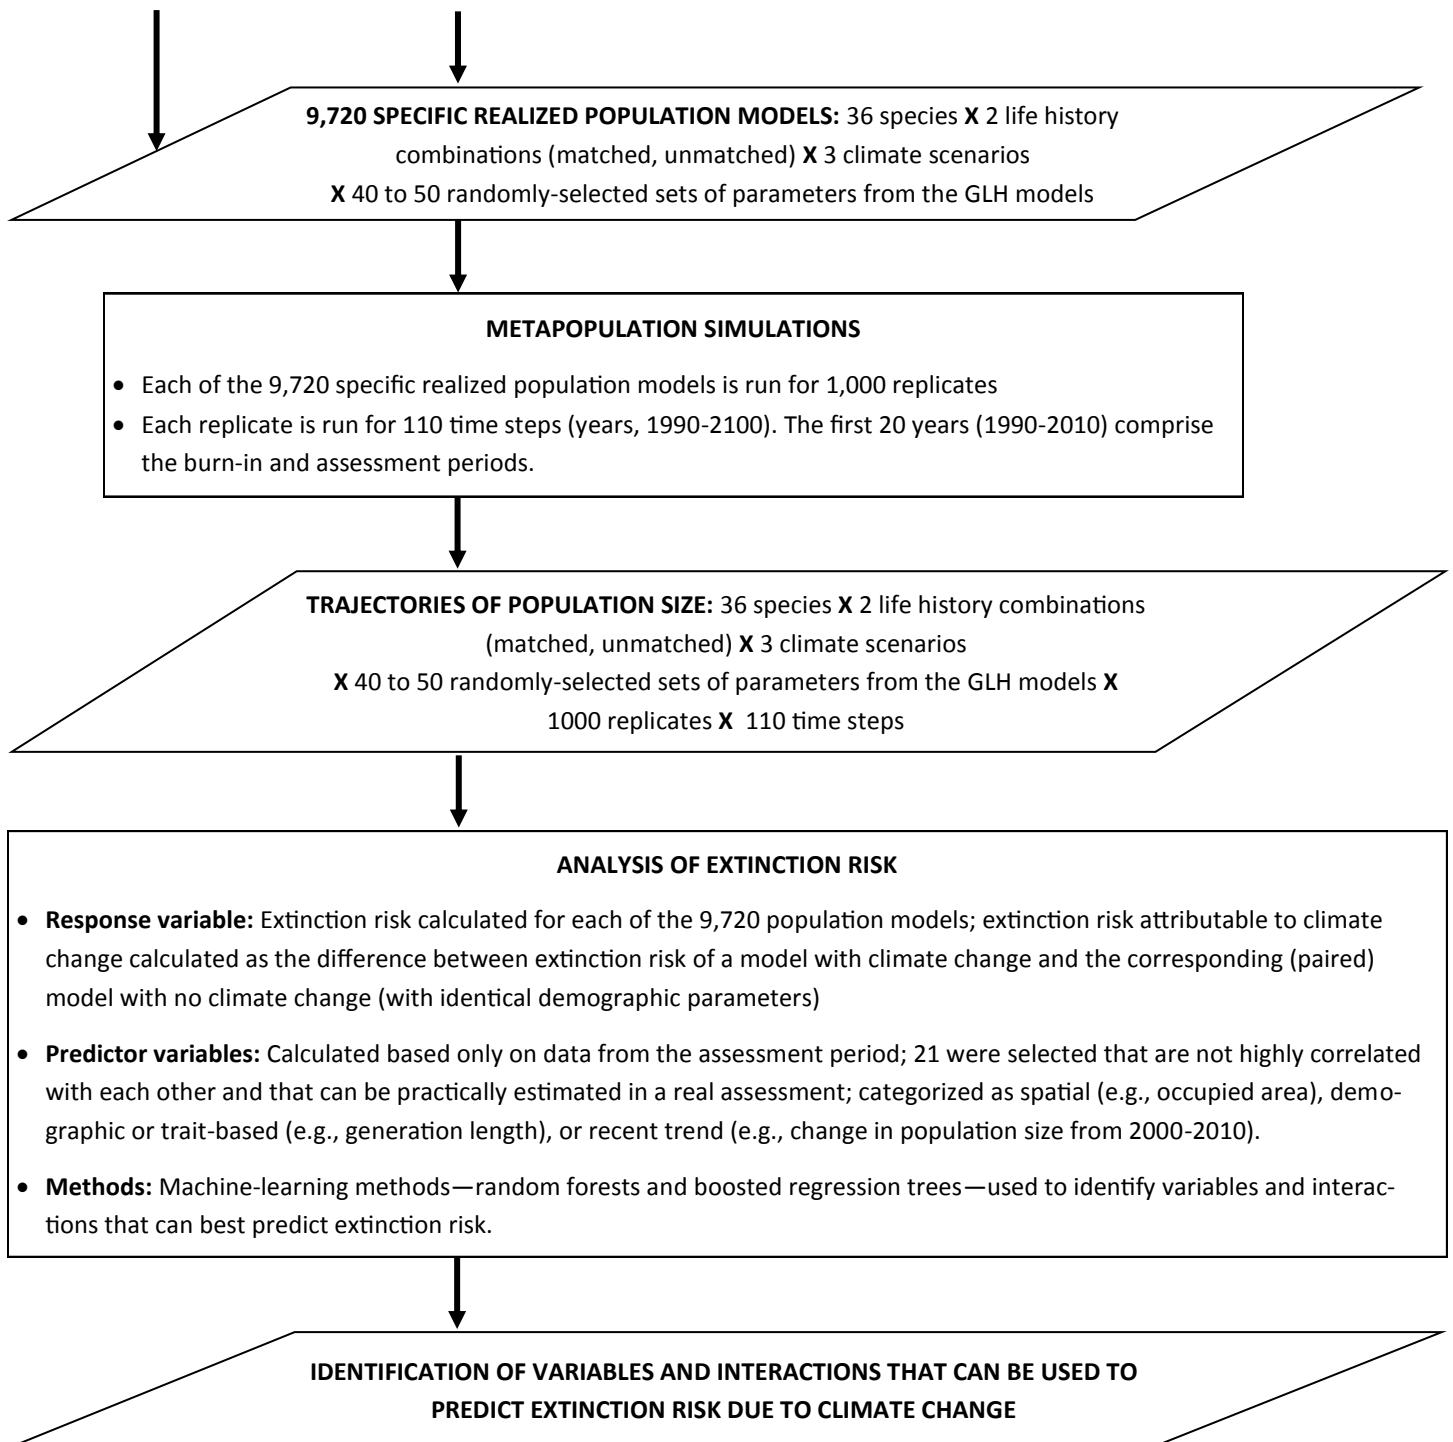 9,720 SPECIFIC REALIZED POPULATION MODELS: 36 species X 2 life history
combinations (matched, unmatched) X 3 climate scenarios
X 40 to 50 randomly-selected sets of parameters from the GLH models
METAPOPULATION SIMULATIONS
• Each of the 9,720 specific realized population models is run for 1,000 replicates
• Each replicate is run for 110 time steps (years, 1990-2100). The first 20 years (1990-2010) comprise
the burn-in and assessment periods.
TRAJECTORIES OF POPULATION SIZE: 36 species X 2 life history combinations
(matched, unmatched) X 3 climate scenarios
X 40 to 50 randomly-selected sets of parameters from the GLH models X
1000 replicates X 110 time steps
ANALYSIS OF EXTINCTION RISK
• Response variable: Extinction risk calculated for each of the 9,720 population models; extinction risk attributable to climate
change calculated as the difference between extinction risk of a model with climate change and the corresponding (paired)
model with no climate change (with identical demographic parameters)
• Predictor variables: Calculated based only on data from the assessment period; 21 were selected that are not highly correlated
with each other and that can be practically estimated in a real assessment; categorized as spatial (e.g., occupied area), demo-
graphic or trait-based (e.g., generation length), or recent trend (e.g., change in population size from 2000-2010).
• Methods: Machine-learning methods—random forests and boosted regression trees—used to identify variables and interac-
tions that can best predict extinction risk.
IDENTIFICATION OF VARIABLES AND INTERACTIONS THAT CAN BE USED TO
PREDICT EXTINCTION RISK DUE TO CLIMATE CHANGE